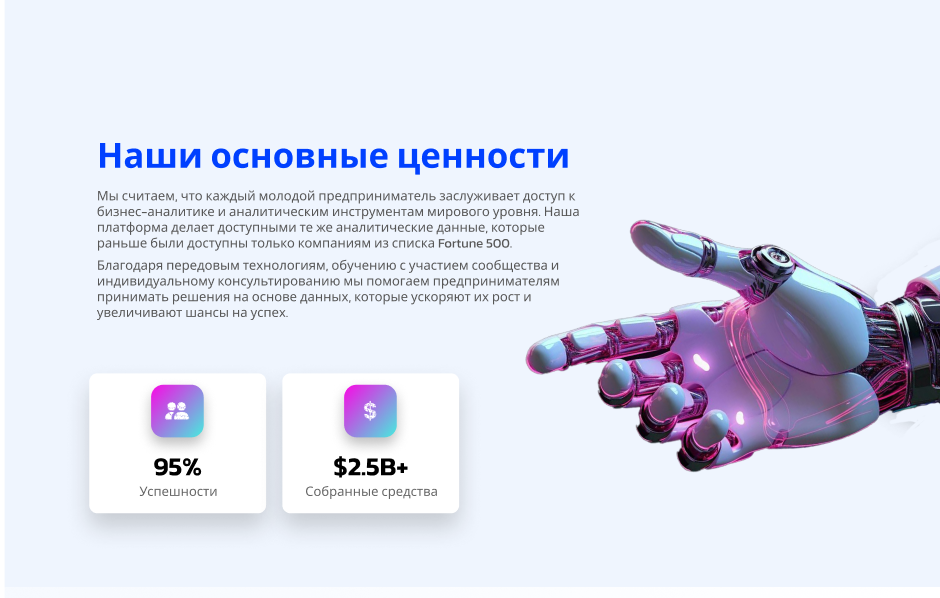 Наши основные ценности
Мы считаем, что каждый молодой предприниматель заслуживает доступ к
бизнес-аналитике и аналитическим инструментам мирового уровня. Наша
платформа делает доступными те же аналитические данные, которые
раньше были доступны только компаниям из списка Fortune 500.
Благодаря передовым технологиям, обучению с участием сообщества и
индивидуальному консультированию мы помогаем предпринимателям
принимать решения на основе данных, которые ускоряют их рост и
увеличивают шансы на успех.
$
95%
$2.5B+
Успешности
Собранные средства